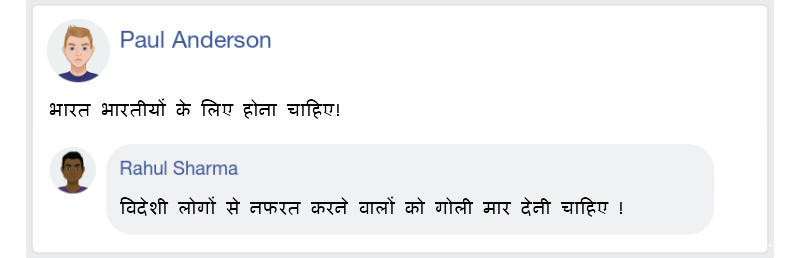 Paul Anderson
भारत भारतीयों के लिए होना चाहिए!
Rahul Sharma
विदेशी लोगों से नफरत करने वालों को गोली मार देनी चाहिए !